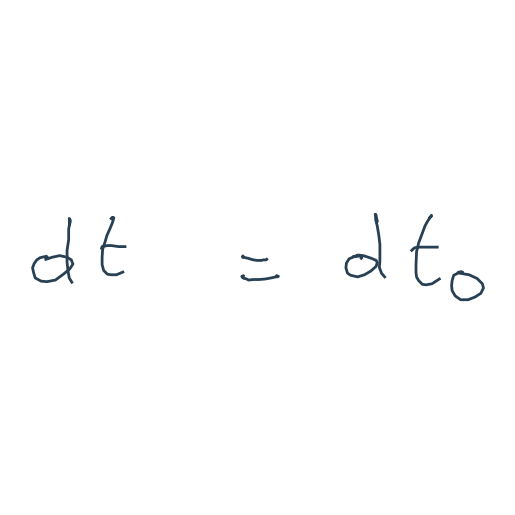 dt = dt₀